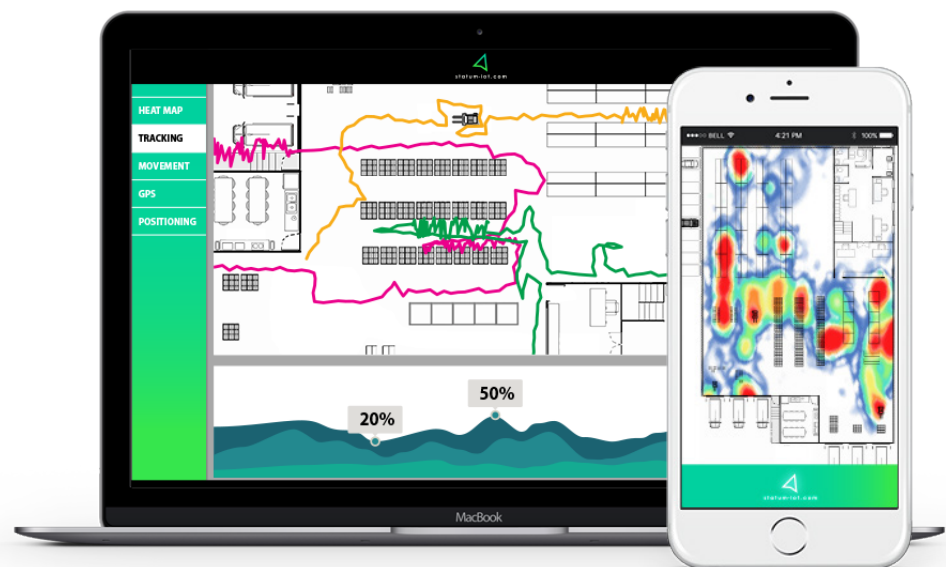 statum-iot.com
HEAT MAP
TRACKING
MOVEMENT
GPS
POSITIONING
20%
50%
MacBook
BELL
4:21 PM
100%
statum-iot.com